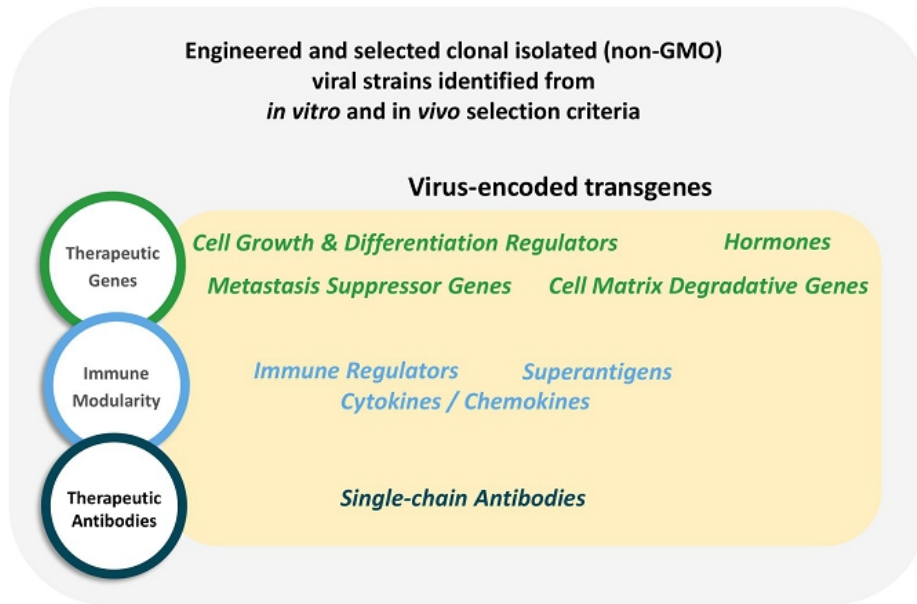 Engineered and selected clonal isolated (non-GMO)
viral strains identified from
in vitro and in vivo selection criteria
Virus-encoded transgenes
Therapeutic
Genes
Cell Growth & Differentiation Regulators
Hormones
Metastasis Suppressor Genes
Cell Matrix Degradative Genes
Immune
Modularity
Immune Regulators
Superantigens
Cytokines / Chemokines
Therapeutic
Antibodies
Single-chain Antibodies